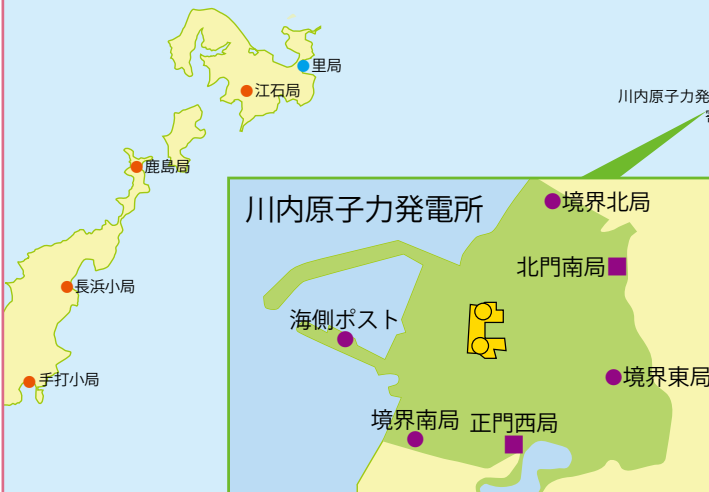 里局
江石局
川内原子力発
鹿島局
川内原子力発電所
境界北局
北門南局
長浜小局
海側ポスト
手打小局
境界東局
境界南局
正門西局